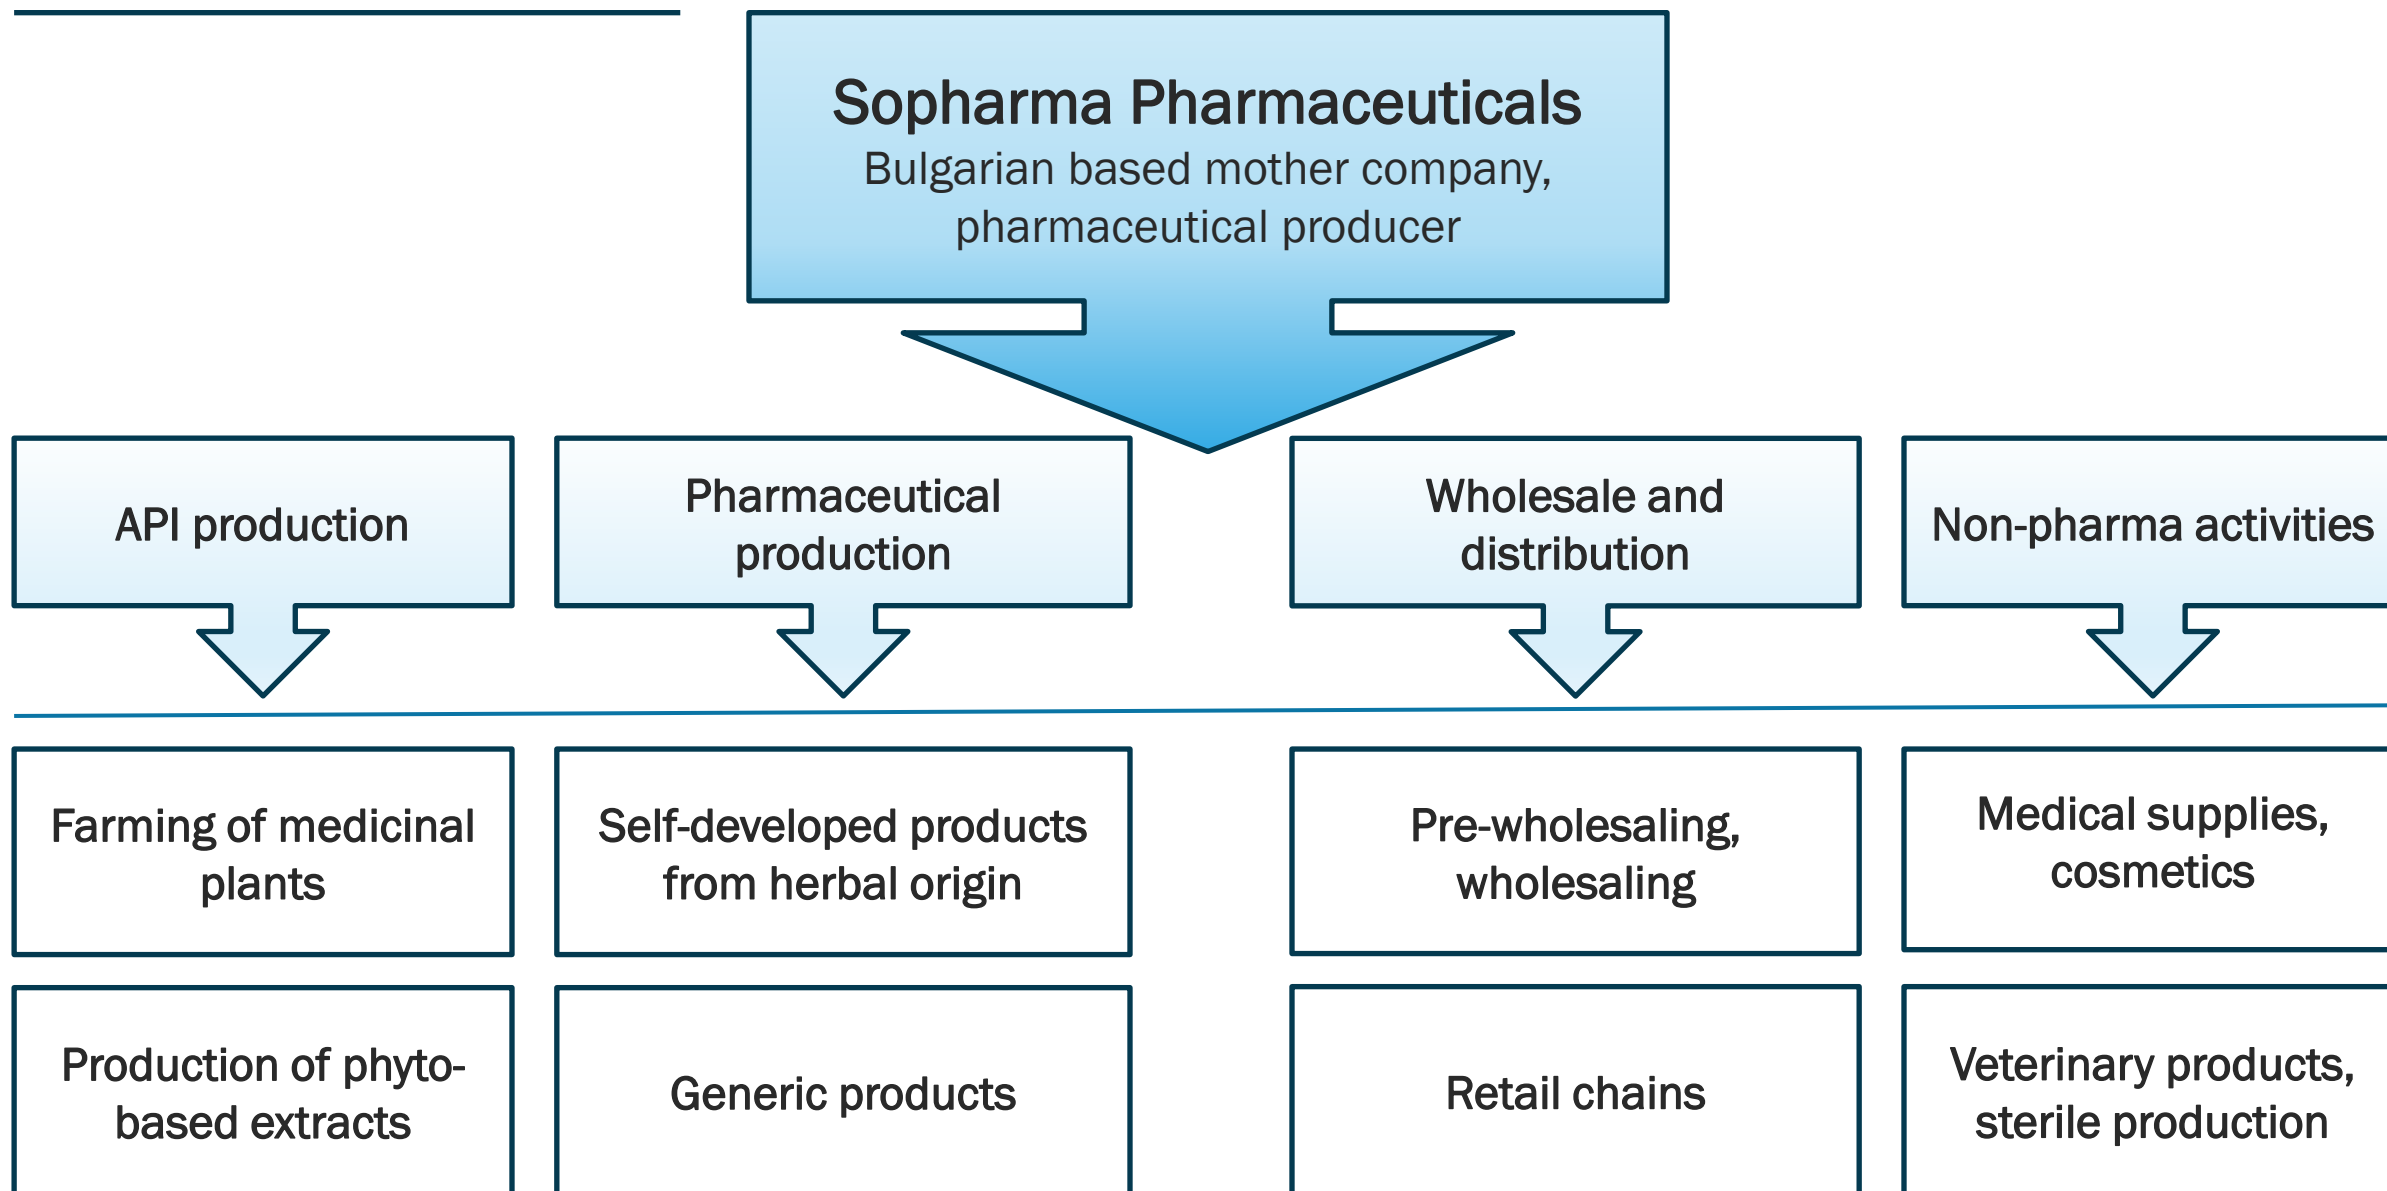 Sopharma Pharmaceuticals
Bulgarian based mother company,
pharmaceutical producer
API production
Pharmaceutical
production
Wholesale and
distribution
Non-pharma activities
Farming of medicinal
plants
Self-developed products
from herbal origin
Pre-wholesaling,
wholesaling
Medical supplies,
cosmetics
Production of phyto-
based extracts
Generic products
Retail chains
Veterinary products,
sterile production